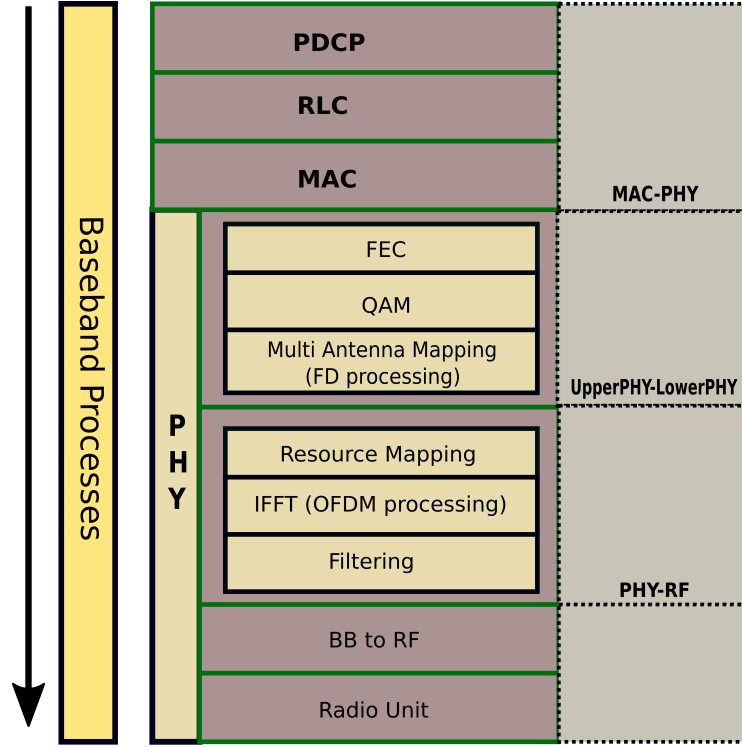 Baseband Processes
PDCP
RLC
MAC
MAC-PHY
P
H
Y
FEC
QAM
Multi Antenna Mapping
(FD processing)
UpperPHY-LowerPHY
Resource Mapping
IFFT (OFDM processing)
Filtering
PHY-RF
BB to RF
Radio Unit